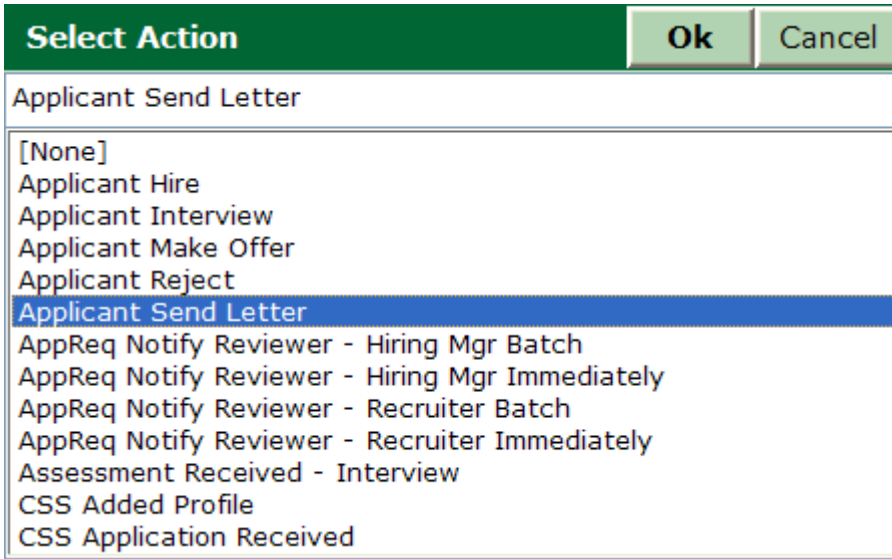 Select Action Ok Cancel
Applicant Send Letter
[None]
Applicant Hire
Applicant Interview
Applicant Make Offer
Applicant Reject
Applicant Send Letter
AppReq Notify Reviewer - Hiring Mgr Batch
AppReq Notify Reviewer - Hiring Mgr Immediately
AppReq Notify Reviewer - Recruiter Batch
AppReq Notify Reviewer - Recruiter Immediately
Assessment Received - Interview
CSS Added Profile
CSS Application Received